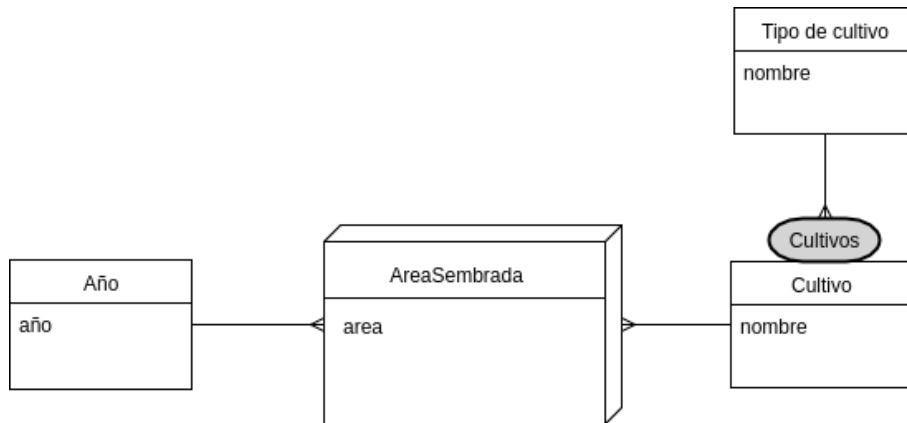 Tipo de cultivo
nombre
Cultivos
Año
año
AreaSembrada
area
Cultivo
nombre